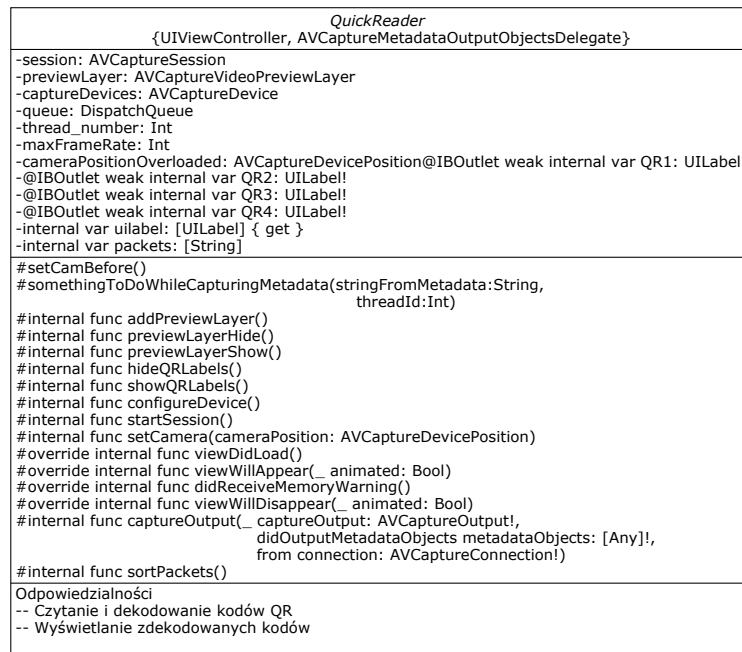 QuickReader
{UIViewController, AVCaptureMetadataOutputObjectsDelegate}
-session: AVCaptureSession
-previewLayer: AVCaptureVideoPreviewLayer
-captureDevices: AVCaptureDevice
-queue: DispatchQueue
-thread_number: Int
-maxFrameRate: Int
-cameraPositionOverloaded: AVCaptureDevicePosition@IBOutlet weak internal var QR1: UILabel
-@IBOutlet weak internal var QR2: UILabel!
-@IBOutlet weak internal var QR3: UILabel!
-@IBOutlet weak internal var QR4: UILabel!
-internal var uilabel: [UILabel] { get }
-internal var packets: [String]
#setCamBefore()
#somethingToDoWhileCapturingMetadata(stringFromMetadata:String,
threadId:Int)
#internal func addPreviewLayer()
#internal func previewLayerHide()
#internal func previewLayerShow()
#internal func hideQRLabels()
#internal func showQRLabels()
#internal func configureDevice()
#internal func startSession()
#internal func setCamera(cameraPosition: AVCaptureDevicePosition)
#override internal func viewDidLoad()
#override internal func viewWillAppear(_ animated: Bool)
#override internal func didReceiveMemoryWarning()
#override internal func viewWillDisappear(_ animated: Bool)
#internal func captureOutput(_ captureOutput: AVCaptureOutput!,
didOutputMetadataObjects metadataObjects: [Any]!,
from connection: AVCaptureConnection!)
#internal func sortPackets()
Odpowiedzialności
-- Czytanie i dekodowanie kodów QR
-- Wyświetlanie zdekodowanych kodów